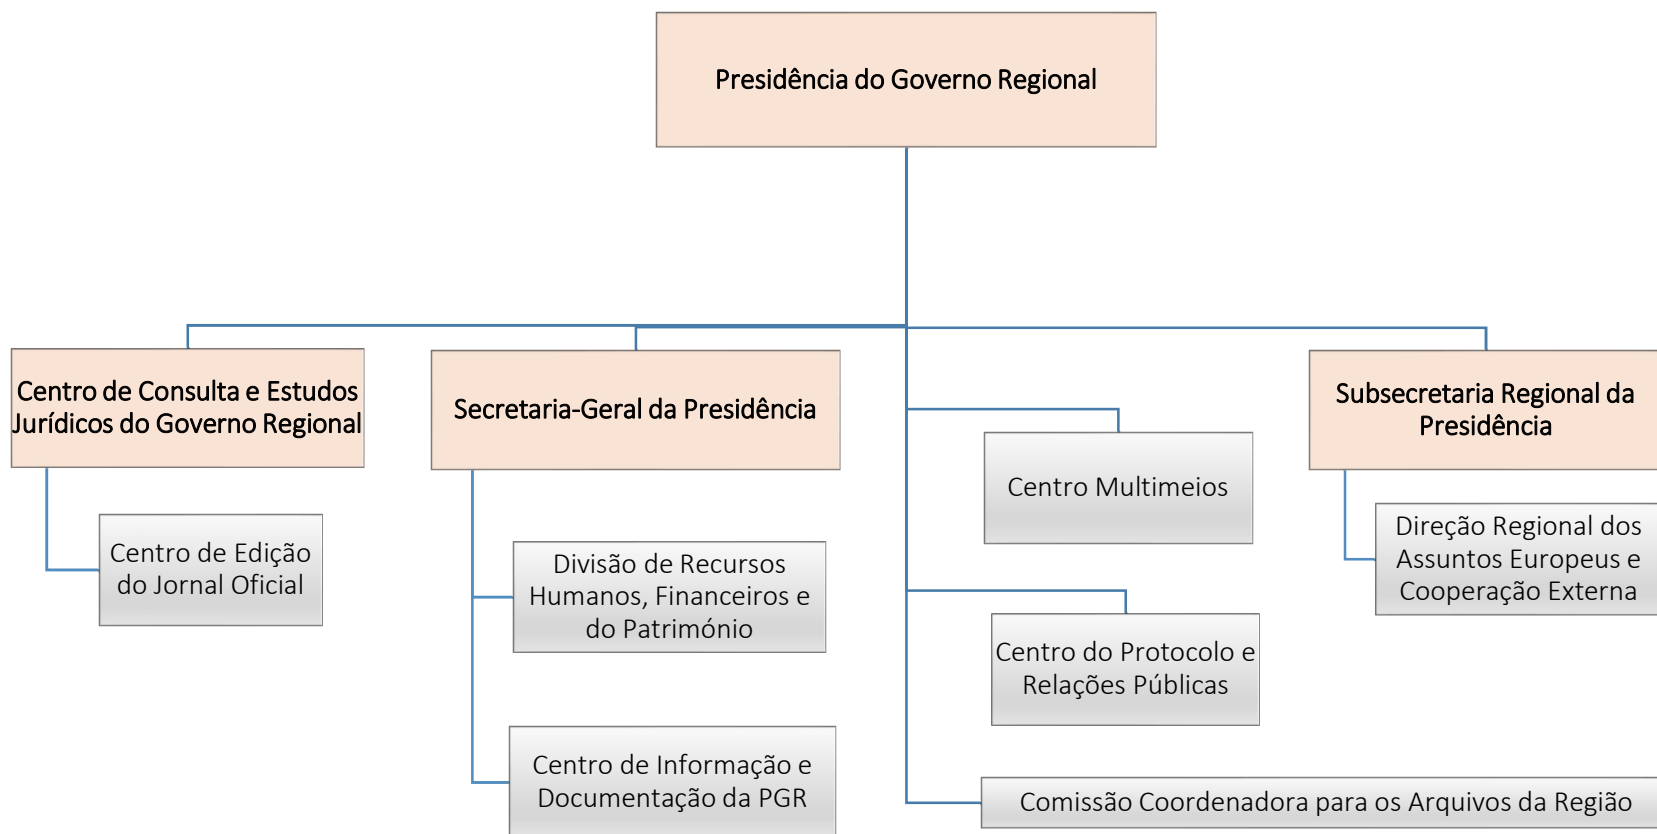 Presidência do Governo Regional
Centro de Consulta e Estudos
Jurídicos do Governo Regional
Secretaria-Geral da Presidência
Subsecretaria Regional da
Presidência
Centro Multimeios
Centro de Edição
do Jornal Oficial
Divisão de Recursos
Humanos, Financeiros e
do Património
Direção Regional dos
Assuntos Europeus e
Cooperação Externa
Centro do Protocolo e
Relações Públicas
Centro de Informação e
Documentação da PGR
Comissão Coordenadora para os Arquivos da Região